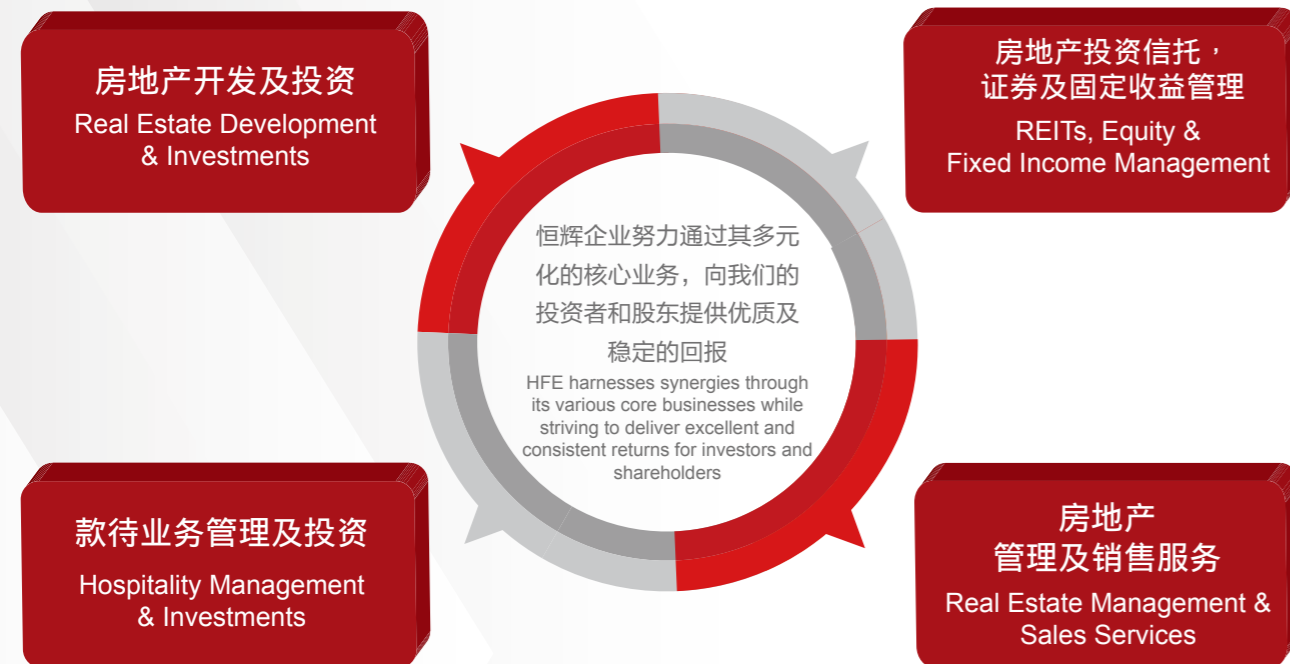 房地产开发及投资
Real Estate Development
& Investments
房地产投资信托，
证券及固定收益管理
REITs, Equity &
Fixed Income Management
恒辉企业努力通过其多元
化的核心业务，向我们的
投资者和股东提供优质及
稳定的回报
HFE harnesses synergies through
its various core businesses while
striving to deliver excellent and
consistent returns for investors and
shareholders
款待业务管理及投资
Hospitality Management
& Investments
房地产
管理及销售服务
Real Estate Management &
Sales Services